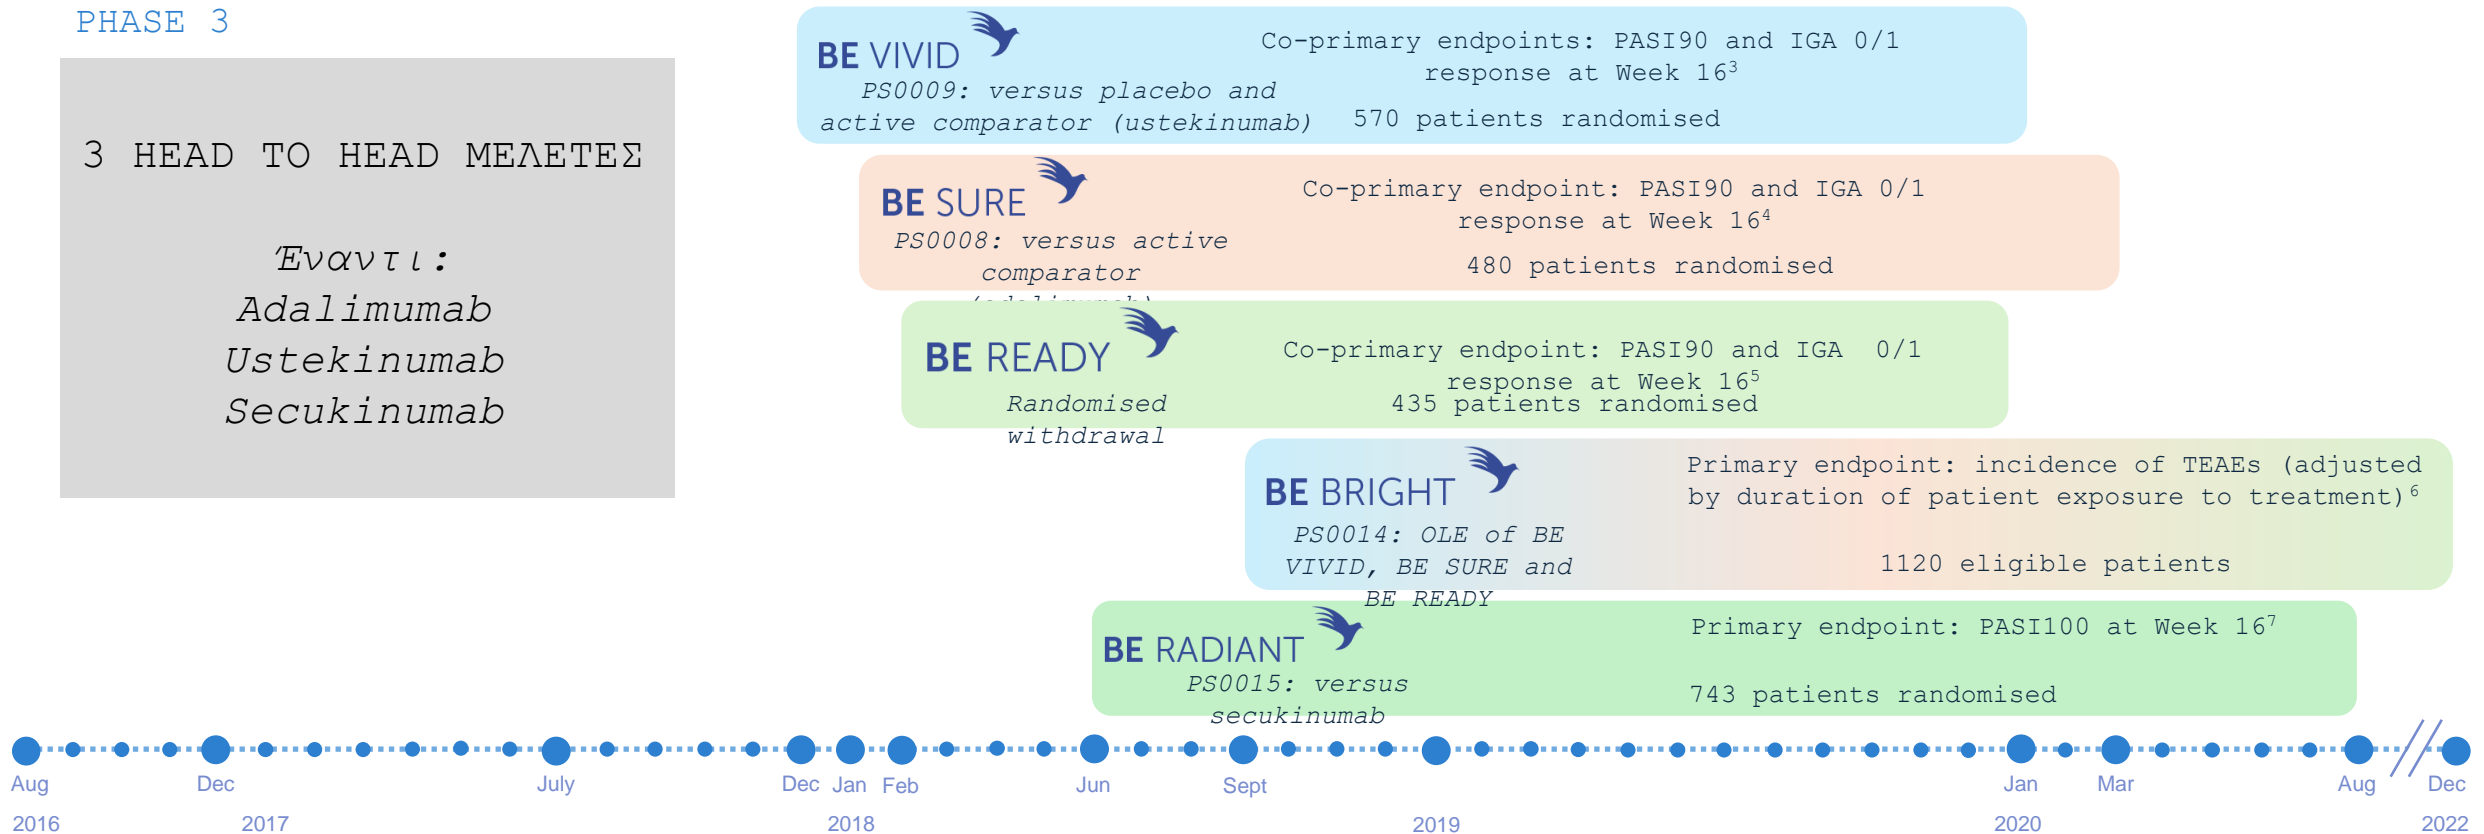 PHASE 3
3 HEAD TO HEAD ΜΕΛΕΤΕΣ
Έναντι:
Adalimumab
Ustekinumab
Secukinumab
BE VIVID
PS0009: versus placebo and
active comparator (ustekinumab)
Co-primary endpoints: PASI90 and IGA 0/1
response at Week 16³
570 patients randomised
BE SURE
PS0008: versus active
comparator
(adalimumab)
Co-primary endpoint: PASI90 and IGA 0/1
response at Week 16⁴
480 patients randomised
BE READY
Randomised
withdrawal
Co-primary endpoint: PASI90 and IGA 0/1
response at Week 16⁵
435 patients randomised
BE BRIGHT
PS0014: OLE of BE
VIVID, BE SURE and
BE READY
Primary endpoint: incidence of TEAEs (adjusted
by duration of patient exposure to treatment)⁶
1120 eligible patients
BE RADIANT
PS0015: versus
secukinumab
Primary endpoint: PASI100 at Week 16⁷
743 patients randomised
Aug Dec July Dec Jan Feb Jun Sept Jan Mar Aug Dec
2016 2017 2018 2019 2020 2022